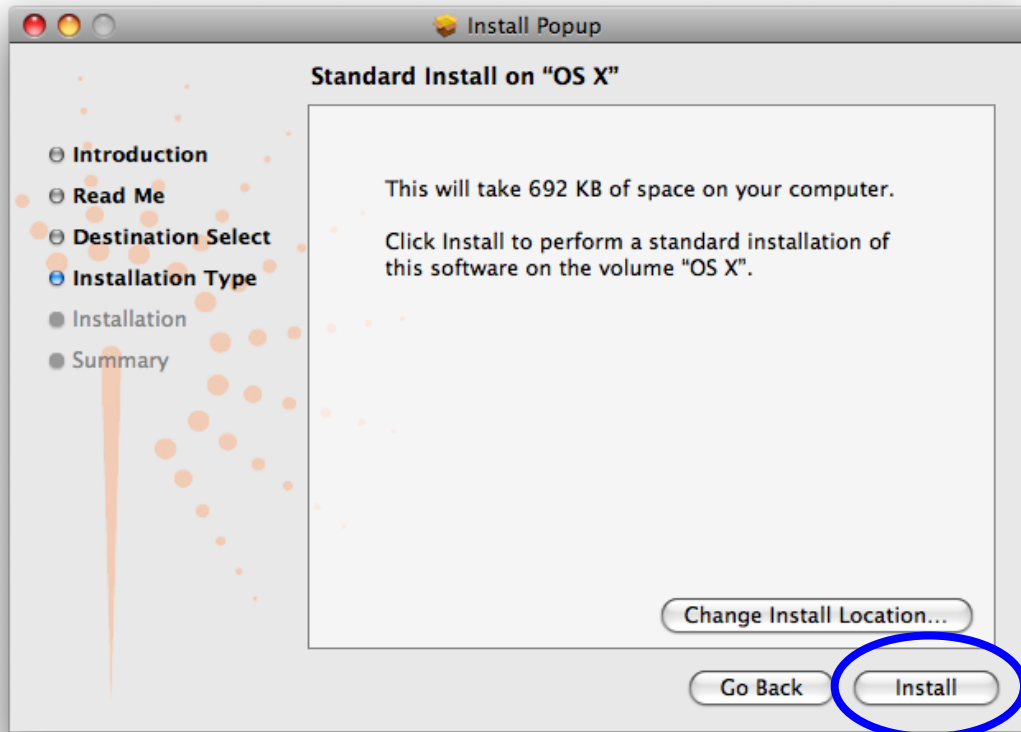 Install Popup
Standard Install on “OS X”
Introduction
Read Me
Destination Select
Installation Type
Installation
Summary
This will take 692 KB of space on your computer.
Click Install to perform a standard installation of
this software on the volume “OS X”.
Change Install Location...
Go Back
Install